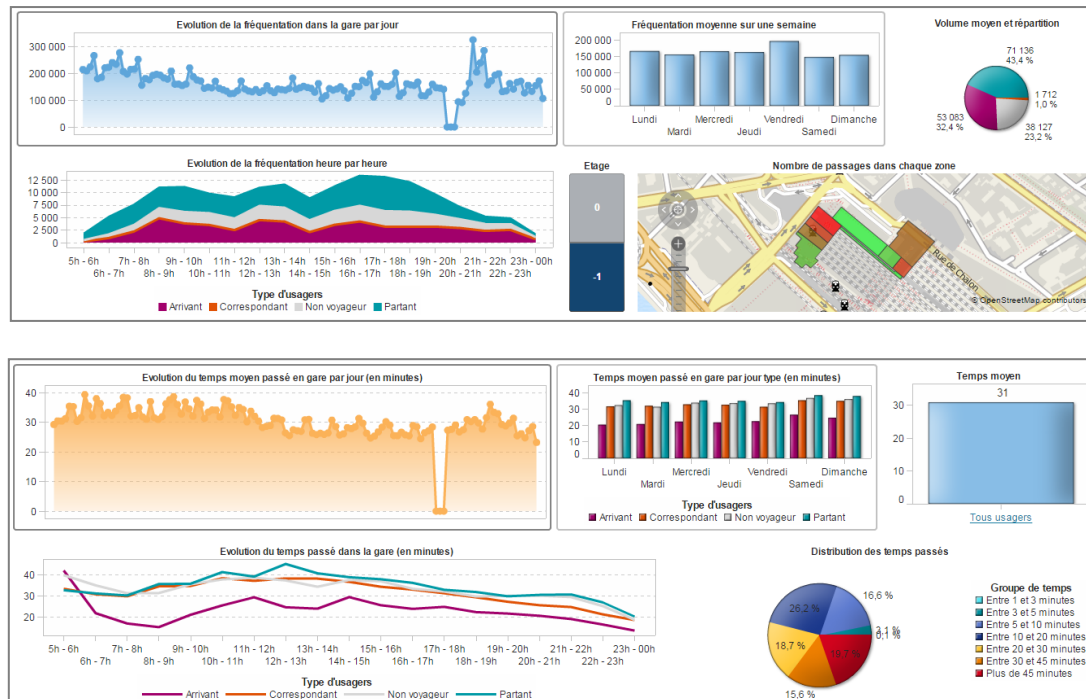 Evolution de la fréquentation dans la gare par jour
300 000
200 000
100 000
0
Fréquentation moyenne sur une semaine
200 000
150 000
100 000
50 000
0
Lundi Mercredi Vendredi Dimanche
Mardi Jeudi Samedi
Volume moyen et répartition
71 136
43,4 %
1 712
1,0 %
53 083
32,4 %
38 127
23,2 %
Evolution de la fréquentation heure par heure
12 500
10 000
7 500
5 000
2 500
0
5h - 6h 7h - 8h 9h - 10h 11h - 12h 13h - 14h 15h - 16h 17h - 18h 19h - 20h 21h - 22h 23h - 00h
6h - 7h 8h - 9h 10h - 11h 12h - 13h 14h - 15h 16h - 17h 18h - 19h 20h - 21h 22h - 23h
Type d'usagers
Arrivant Correspondant Non voyageur Partant
Etage
0
-1
Nombre de passages dans chaque zone
Rue de Chalon
© OpenStreetMap contributors
Evolution du temps moyen passé en gare par jour (en minutes)
40
30
20
10
0
Temps moyen passé en gare par jour type (en minutes)
40
30
20
10
0
Lundi Mercredi Vendredi Dimanche
Mardi Jeudi Samedi
Type d'usagers
Arrivant Correspondant Non voyageur Partant
Temps moyen
31
30
20
10
0
Tous usagers
Evolution du temps passé dans la gare (en minutes)
40
30
20
5h - 6h 7h - 8h 9h - 10h 11h - 12h 13h - 14h 15h - 16h 17h - 18h 19h - 20h 21h - 22h 23h - 00h
6h - 7h 8h - 9h 10h - 11h 12h - 13h 14h - 15h 16h - 17h 18h - 19h 20h - 21h 22h - 23h
Type d'usagers
Arrivant Correspondant Non voyageur Partant
Distribution des temps passés
16,6 %
26,2 %
3,1 %
0,1 %
18,7 %
19,7 %
15,6 %
Groupe de temps
Entre 1 et 3 minutes
Entre 3 et 5 minutes
Entre 5 et 10 minutes
Entre 10 et 20 minutes
Entre 20 et 30 minutes
Entre 30 et 45 minutes
Plus de 45 minutes